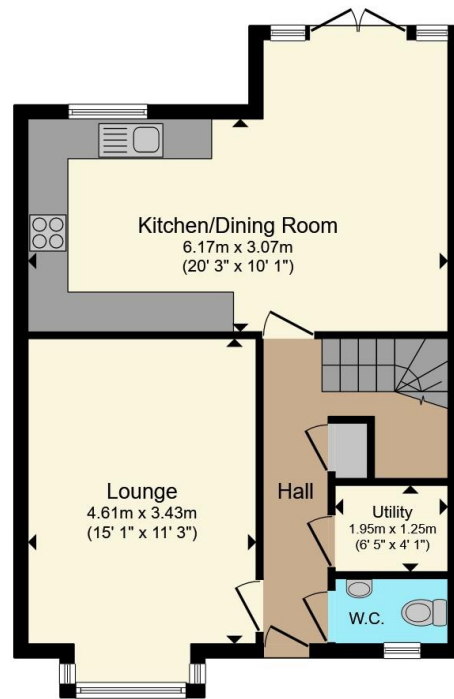 Kitchen/Dining Room
6.17m x 3.07m
(20' 3" x 10' 1")
Lounge
4.61m x 3.43m
(15' 1" x 11' 3")
Hall
Utility
1.95m x 1.25m
(6' 5" x 4' 1")
W.C.